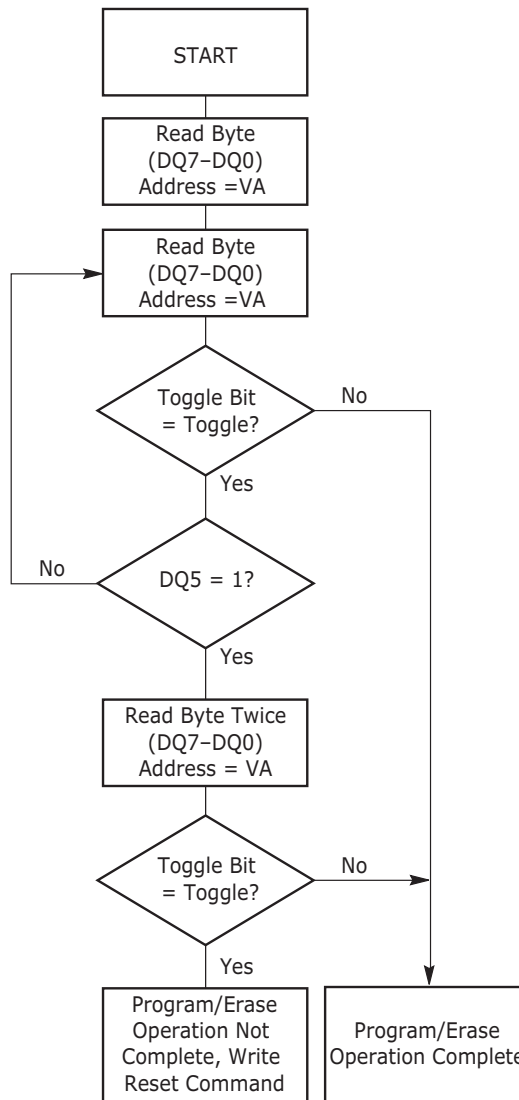 START
Read Byte
(DQ7–DQ0)
Address =VA
Read Byte
(DQ7–DQ0)
Address =VA
Toggle Bit
= Toggle?
No
Yes
No
DQ5 = 1?
Yes
Read Byte Twice
(DQ7–DQ0)
Address = VA
Toggle Bit
= Toggle?
No
Yes
Program/Erase
Operation Not
Complete, Write
Reset Command
Program/Erase
Operation Complete